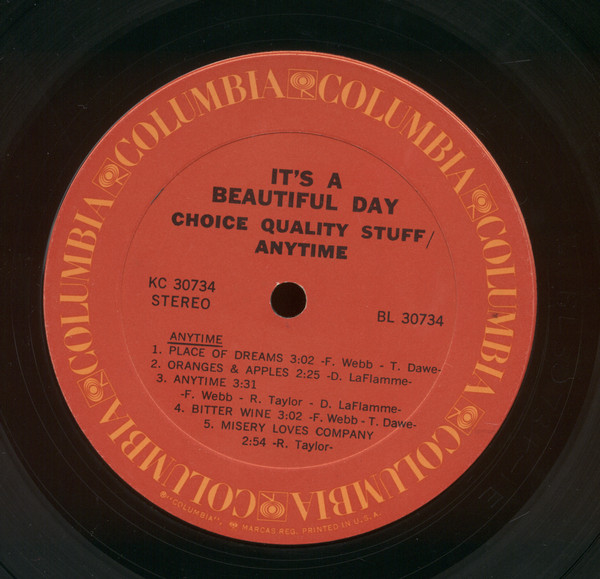 COLUMBIA COLUMBIA COLUMBIA COLUMBIA COLUMBIA COLUMBIA COLUMBIA COLUMBIA
IT'S A
BEAUTIFUL DAY
CHOICE QUALITY STUFF/
ANYTIME
KC 30734
STEREO
BL 30734
ANYTIME
1. PLACE OF DREAMS 3:02 -F. Webb - T. Dawe-
2. ORANGES & APPLES 2:25 -D. LaFlamme-
3. ANYTIME 3:31
-F. Webb - R. Taylor - D. LaFlamme-
4. BITTER WINE 3:02 -F. Webb - T. Dawe-
5. MISERY LOVES COMPANY
2:54 -R. Taylor-
®"COLUMBIA", MARCAS REG. PRINTED IN U.S.A.